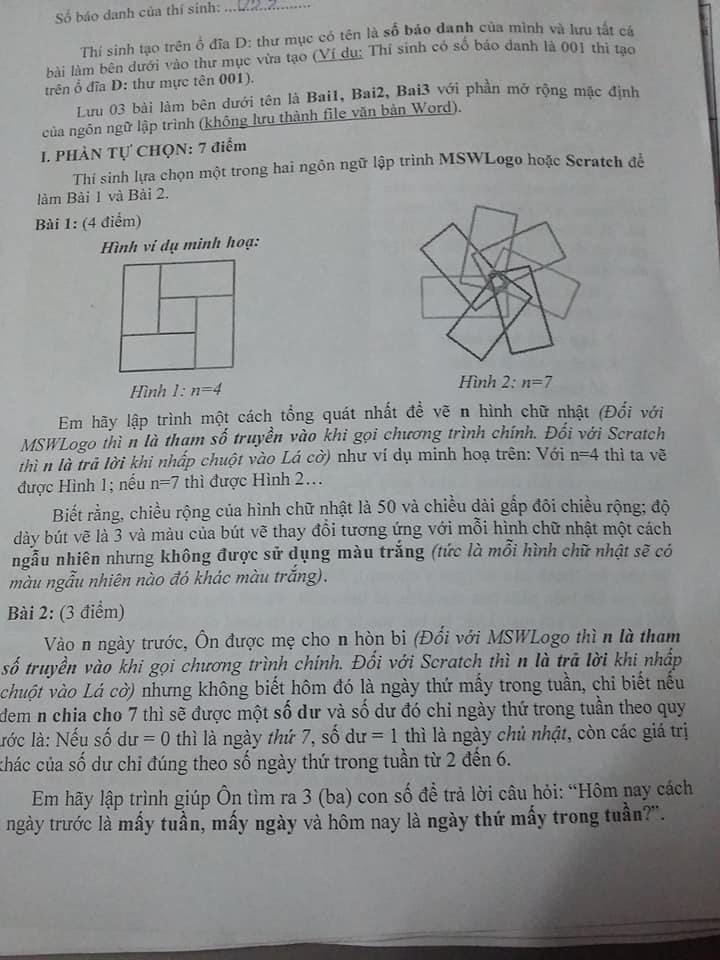 Số báo danh của thí sinh: ....................
Thí sinh tạo trên ổ đĩa D: thư mục có tên là số báo danh của mình và lưu tất cả
bài làm bên dưới vào thư mục vừa tạo (Ví dụ: Thí sinh có số báo danh là 001 thì tạo
trên ổ đĩa D: thư mực tên 001).
Lưu 03 bài làm bên dưới tên là Bai1, Bai2, Bai3 với phần mở rộng mặc định
của ngôn ngữ lập trình (không lưu thành file văn bản Word).
I. PHẦN TỰ CHỌN: 7 điểm
Thí sinh lựa chọn một trong hai ngôn ngữ lập trình MSWLogo hoặc Scratch để
làm Bài 1 và Bài 2.
Bài 1: (4 điểm)
Hình ví dụ minh hoạ:
Hình 1: n=4
Hình 2: n=7
Em hãy lập trình một cách tổng quát nhất để vẽ n hình chữ nhật (Đối với
MSWLogo thì n là tham số truyền vào khi gọi chương trình chính. Đối với Scratch
thì n là trả lời khi nhấp chuột vào Lá cờ) như ví dụ minh hoạ trên: Với n=4 thì ta vẽ
được Hình 1; nếu n=7 thì được Hình 2...
Biết rằng, chiều rộng của hình chữ nhật là 50 và chiều dài gấp đôi chiều rộng; độ
dày bút vẽ là 3 và màu của bút vẽ thay đổi tương ứng với mỗi hình chữ nhật một cách
ngẫu nhiên nhưng không được sử dụng màu trắng (tức là mỗi hình chữ nhật sẽ có
màu ngẫu nhiên nào đó khác màu trắng).
Bài 2: (3 điểm)
Vào n ngày trước, Ôn được mẹ cho n hòn bi (Đối với MSWLogo thì n là tham
số truyền vào khi gọi chương trình chính. Đối với Scratch thì n là trả lời khi nhấp
chuột vào Lá cờ) nhưng không biết hôm đó là ngày thứ mấy trong tuần, chỉ biết nếu
đem n chia cho 7 thì sẽ được một số dư và số dư đó chỉ ngày thứ trong tuần theo quy
ước là: Nếu số dư = 0 thì là ngày thứ 7, số dư = 1 thì là ngày chủ nhật, còn các giá trị
khác của số dư chỉ đúng theo số ngày thứ trong tuần từ 2 đến 6.
Em hãy lập trình giúp Ôn tìm ra 3 (ba) con số để trả lời câu hỏi: “Hôm nay cách
ngày trước là mấy tuần, mấy ngày và hôm nay là ngày thứ mấy trong tuần?”.